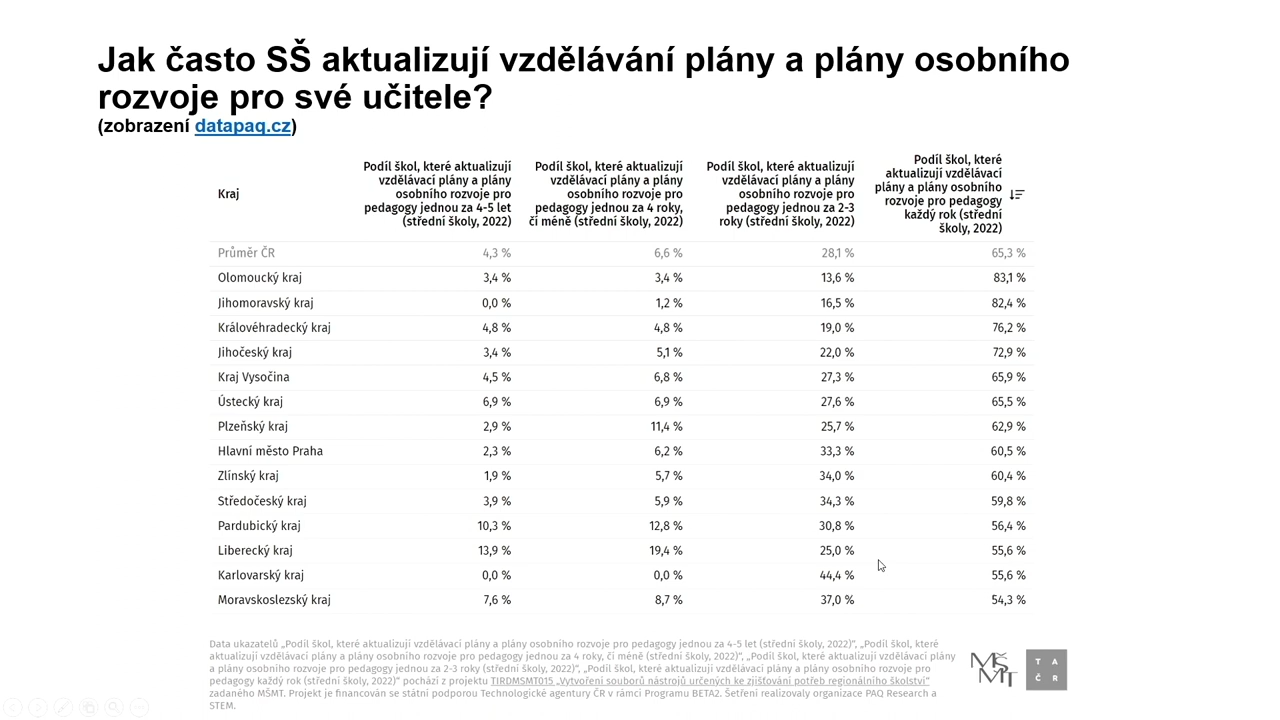 Jak často SŠ aktualizují vzdělávání plány a plány osobního
rozvoje pro své učitele?
(zobrazení datapaq.cz)
Kraj
Podíl škol, které aktualizují
vzdělávací plány a plány
osobního rozvoje pro
pedagogy jednou za 4-5 let
(střední školy, 2022)
Podíl škol, které aktualizují
vzdělávací plány a plány
osobního rozvoje pro
pedagogy jednou za 4 roky,
či méně (střední školy, 2022)
Podíl škol, které aktualizují
vzdělávací plány a plány
osobního rozvoje pro
pedagogy jednou za 2-3
roky (střední školy, 2022)
Podíl škol, které
aktualizují vzdělávací
plány a plány osobního
rozvoje pro pedagogy
každý rok (střední
školy, 2022)
Průměr ČR 4,3 % 6,6 % 28,1 % 65,3 %
Olomoucký kraj 3,4 % 3,4 % 13,6 % 83,1 %
Jihomoravský kraj 0,0 % 1,2 % 16,5 % 82,4 %
Královéhradecký kraj 4,8 % 4,8 % 19,0 % 76,2 %
Jihočeský kraj 3,4 % 5,1 % 22,0 % 72,9 %
Kraj Vysočina 4,5 % 6,8 % 27,3 % 65,9 %
Ústecký kraj 6,9 % 6,9 % 27,6 % 65,5 %
Plzeňský kraj 2,9 % 11,4 % 25,7 % 62,9 %
Hlavní město Praha 2,3 % 6,2 % 33,3 % 60,5 %
Zlínský kraj 1,9 % 5,7 % 34,0 % 60,4 %
Středočeský kraj 3,9 % 5,9 % 34,3 % 59,8 %
Pardubický kraj 10,3 % 12,8 % 30,8 % 56,4 %
Liberecký kraj 13,9 % 19,4 % 25,0 % 55,6 %
Karlovarský kraj 0,0 % 0,0 % 44,4 % 55,6 %
Moravskoslezský kraj 7,6 % 8,7 % 37,0 % 54,3 %
Data ukazatelů „Podíl škol, které aktualizují vzdělávací plány a plány osobního rozvoje pro pedagogy jednou za 4-5 let (střední školy, 2022)“, „Podíl škol, které
aktualizují vzdělávací plány a plány osobního rozvoje pro pedagogy jednou za 4 roky, či méně (střední školy, 2022)“, „Podíl škol, které aktualizují vzdělávací plány
a plány osobního rozvoje pro pedagogy jednou za 2-3 roky (střední školy, 2022)“, „Podíl škol, které aktualizují vzdělávací plány a plány osobního rozvoje pro
pedagogy každý rok (střední školy, 2022)“ pochází z projektu TIRDMSMT015 „Vytvoření souborů nástrojů určených ke zjišťování potřeb regionálního školství“
zadaného MŠMT. Projekt je financován se státní podporou Technologické agentury ČR v rámci Programu BETA2. Šetření realizovaly organizace PAQ Research a
STEM.
MŠMT
T A
Č R